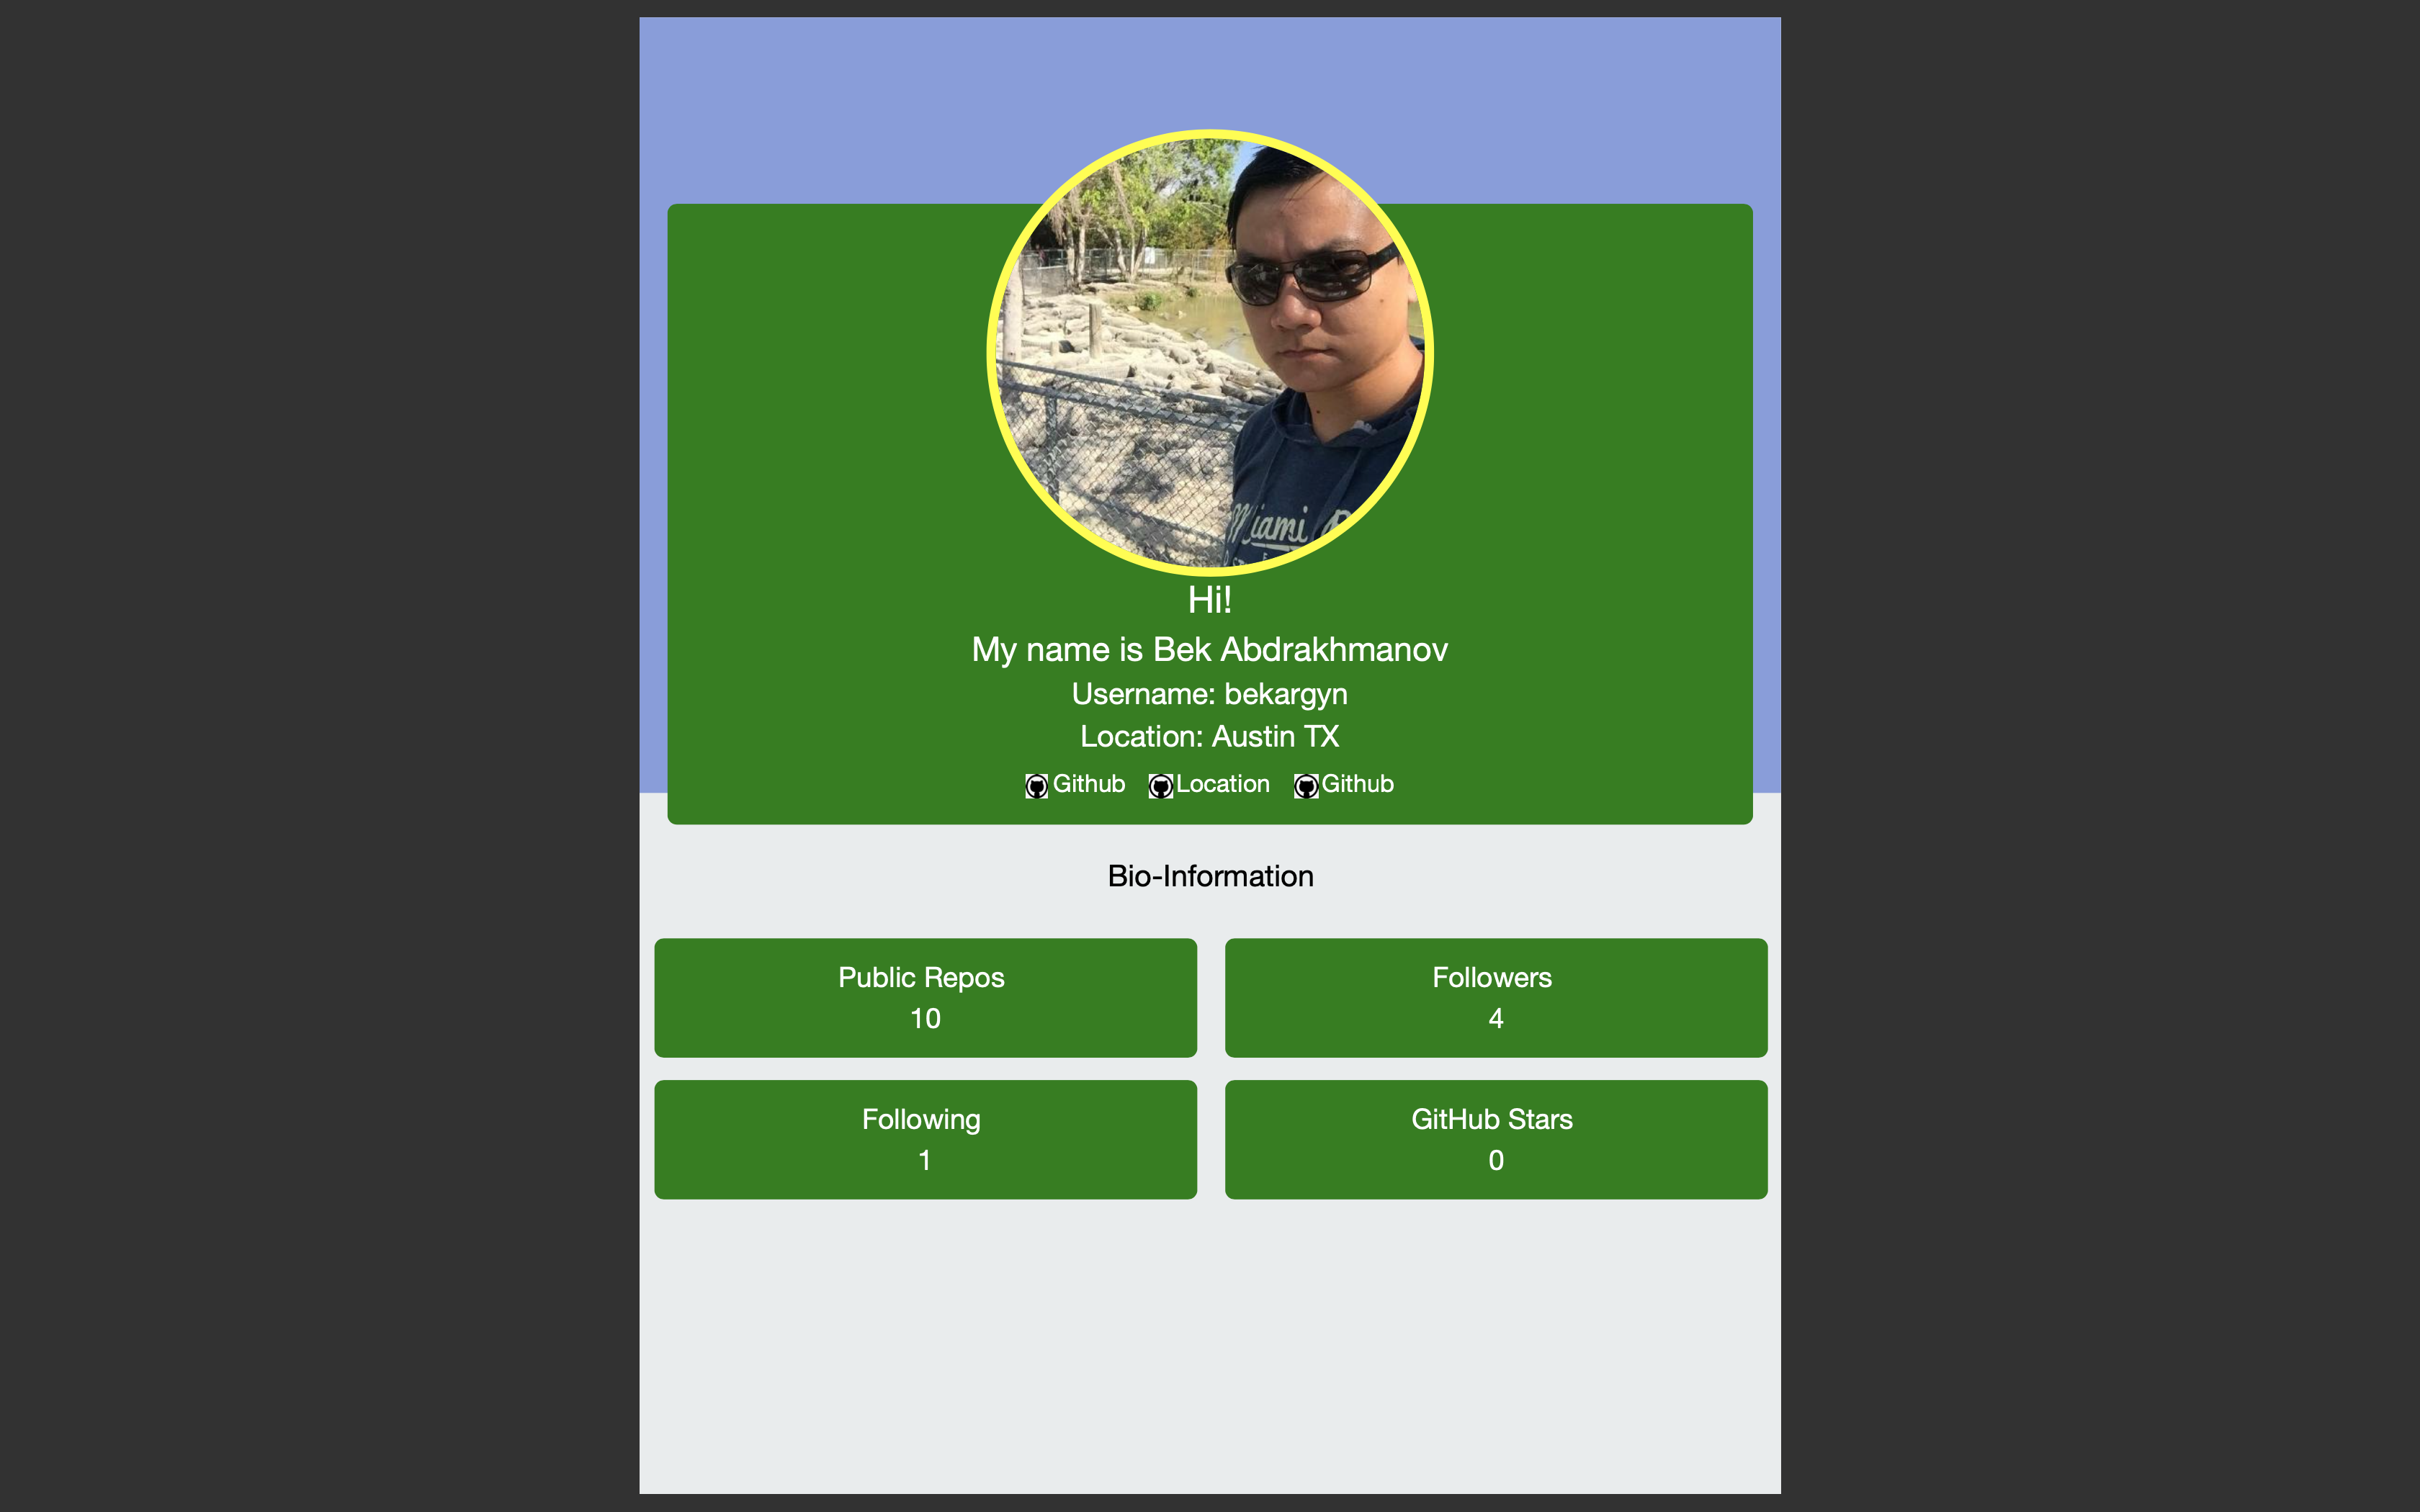 Miami
Hi!
My name is Bek Abdrakhmanov
Username: bekargyn
Location: Austin TX
Github Location Github
Bio-Information
Public Repos Followers
10 4
Following GitHub Stars
1 0